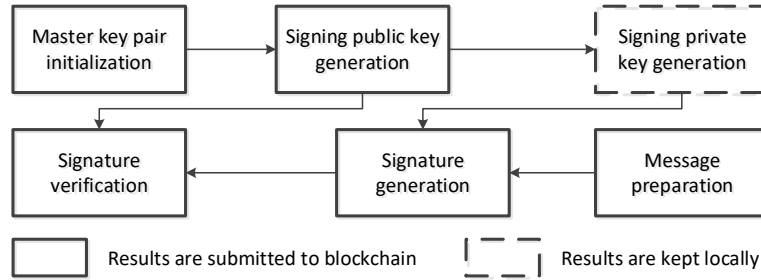 Master key pair
initialization
Signing public key
generation
Signing private
key generation
Signature
verification
Signature
generation
Message
preparation
Results are submitted to blockchain
Results are kept locally